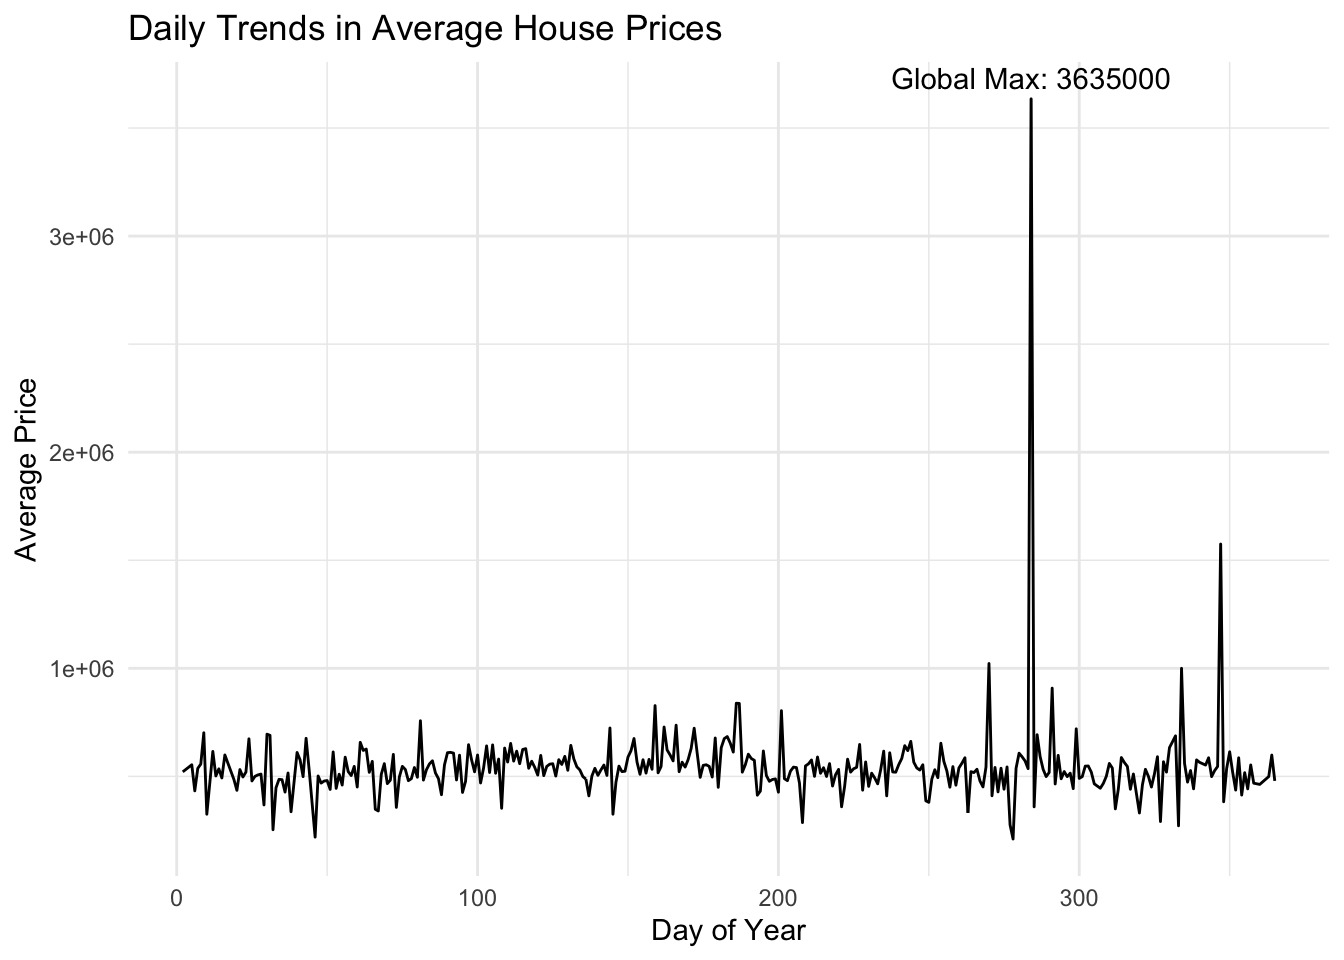 Daily Trends in Average House Prices
Global Max: 3635000
3e+06
2e+06
1e+06
Average Price
0 100 200 300
Day of Year